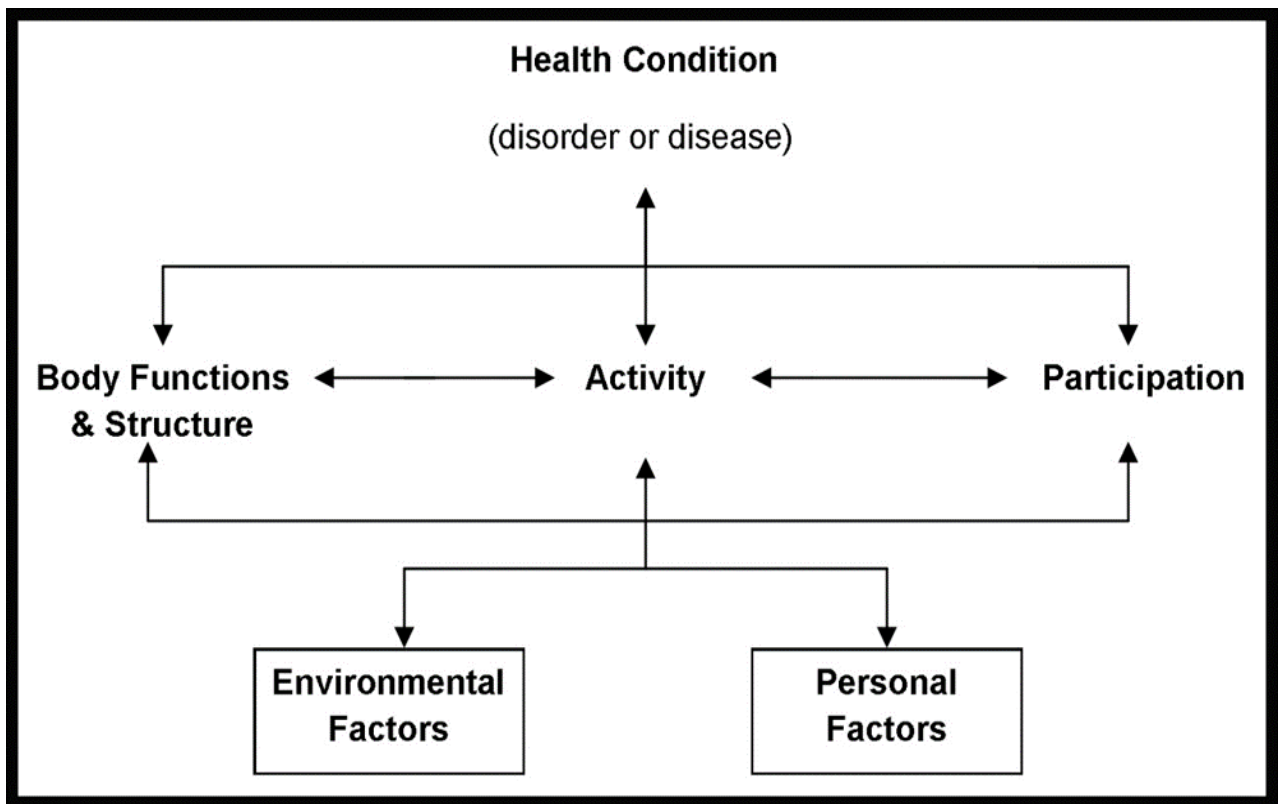 Health Condition
(disorder or disease)
Body Functions
& Structure
Activity
Participation
Environmental
Factors
Personal
Factors